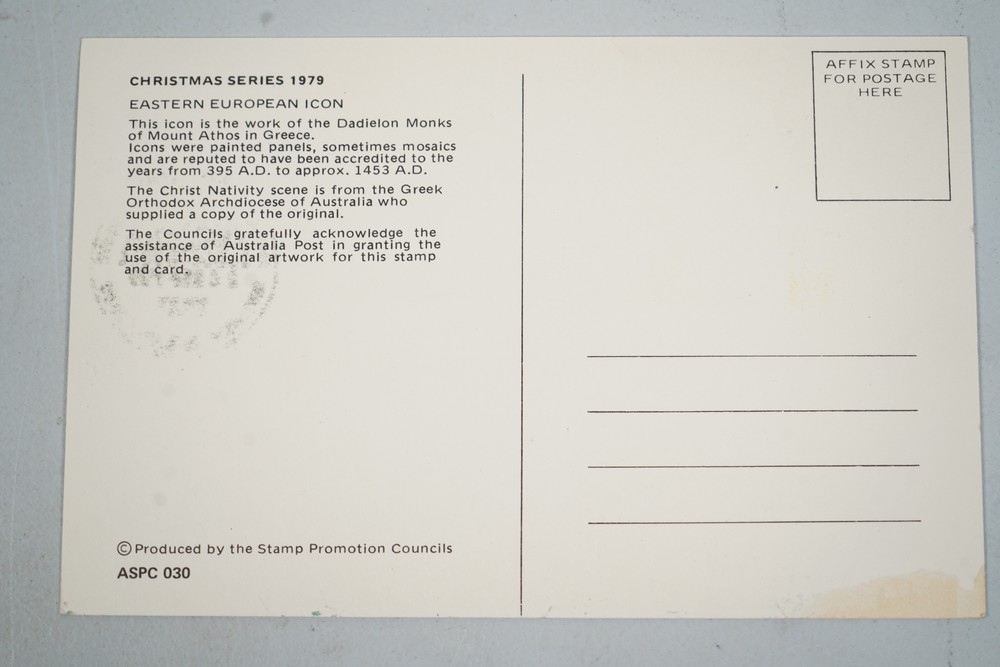 CHRISTMAS SERIES 1979
EASTERN EUROPEAN ICON
This icon is the work of the Dadielon Monks
of Mount Athos in Greece.
Icons were painted panels, sometimes mosaics
and are reputed to have been accredited to the
years from 395 A.D. to approx. 1453 A.D.
The Christ Nativity scene is from the Greek
Orthodox Archdiocese of Australia who
supplied a copy of the original.
The Councils gratefully acknowledge the
assistance of Australia Post in granting the
use of the original artwork for this stamp
and card.
© Produced by the Stamp Promotion Councils
ASPC 030
AFFIX STAMP
FOR POSTAGE
HERE